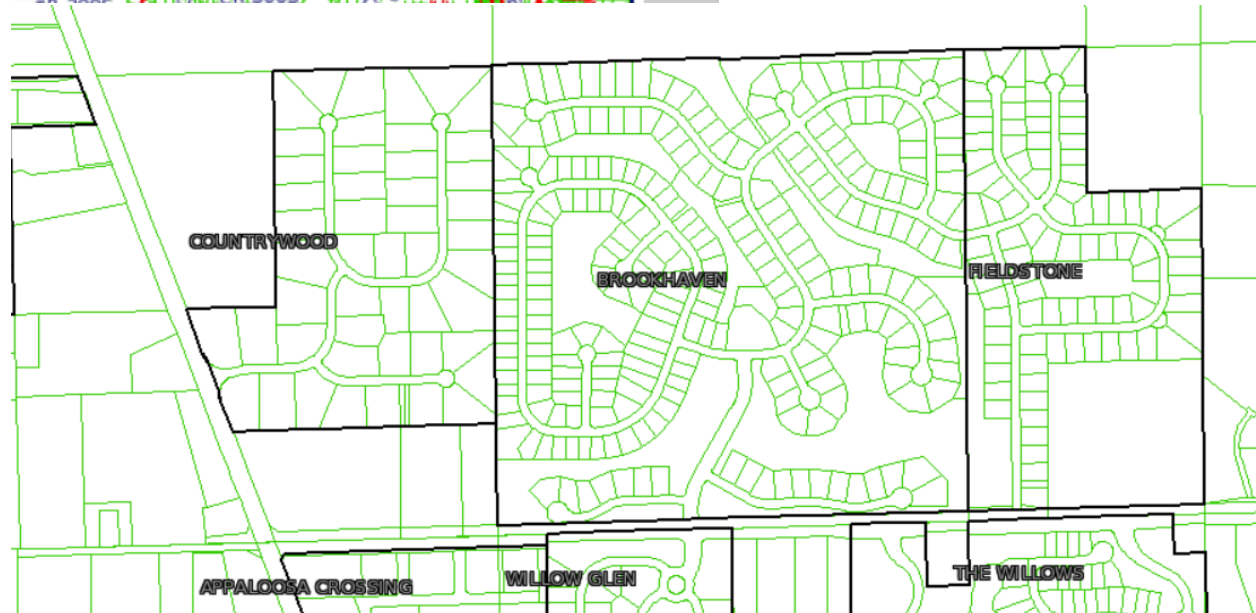 COUNTRYWOOD
BROOKHAVEN
FIELDSTONE
APPALOOSA CROSSING
WILLOW GLEN
THE WILLOWS